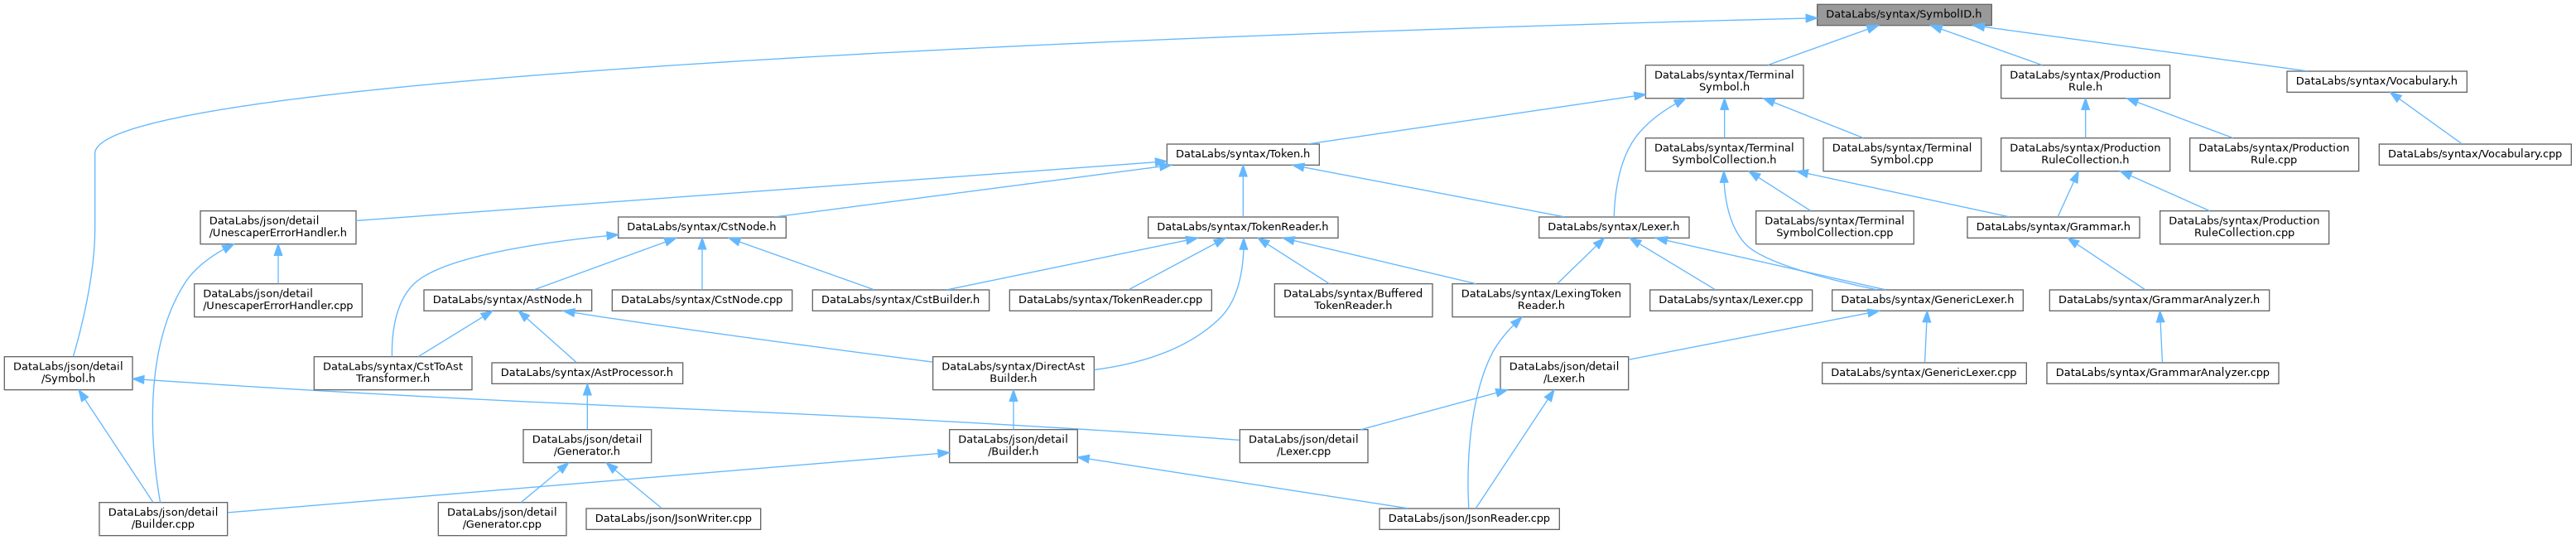 DataLabs/syntax/SymbolID.h
DataLabs/syntax/Terminal
Symbol.h
DataLabs/syntax/Production
Rule.h
DataLabs/syntax/Vocabulary.h
DataLabs/syntax/Token.h
DataLabs/syntax/Terminal
SymbolCollection.h
DataLabs/syntax/Terminal
Symbol.cpp
DataLabs/syntax/Production
RuleCollection.h
DataLabs/syntax/Production
Rule.cpp
DataLabs/syntax/Vocabulary.cpp
DataLabs/json/detail
/UnescaperErrorHandler.h
DataLabs/syntax/CstNode.h
DataLabs/syntax/TokenReader.h
DataLabs/syntax/Lexer.h
DataLabs/syntax/Terminal
SymbolCollection.cpp
DataLabs/syntax/Grammar.h
DataLabs/syntax/Production
RuleCollection.cpp
DataLabs/json/detail
/UnescaperErrorHandler.cpp
DataLabs/syntax/AstNode.h
DataLabs/syntax/CstNode.cpp
DataLabs/syntax/CstBuilder.h
DataLabs/syntax/TokenReader.cpp
DataLabs/syntax/Buffered
TokenReader.h
DataLabs/syntax/LexingToken
Reader.h
DataLabs/syntax/Lexer.cpp
DataLabs/syntax/GenericLexer.h
DataLabs/syntax/GrammarAnalyzer.h
DataLabs/json/detail
/Symbol.h
DataLabs/syntax/CstToAst
Transformer.h
DataLabs/syntax/AstProcessor.h
DataLabs/syntax/DirectAst
Builder.h
DataLabs/json/detail
/Lexer.h
DataLabs/syntax/GenericLexer.cpp
DataLabs/syntax/GrammarAnalyzer.cpp
DataLabs/json/detail
/Generator.h
DataLabs/json/detail
/Builder.h
DataLabs/json/detail
/Lexer.cpp
DataLabs/json/detail
/Builder.cpp
DataLabs/json/detail
/Generator.cpp
DataLabs/json/JsonWriter.cpp
DataLabs/json/JsonReader.cpp